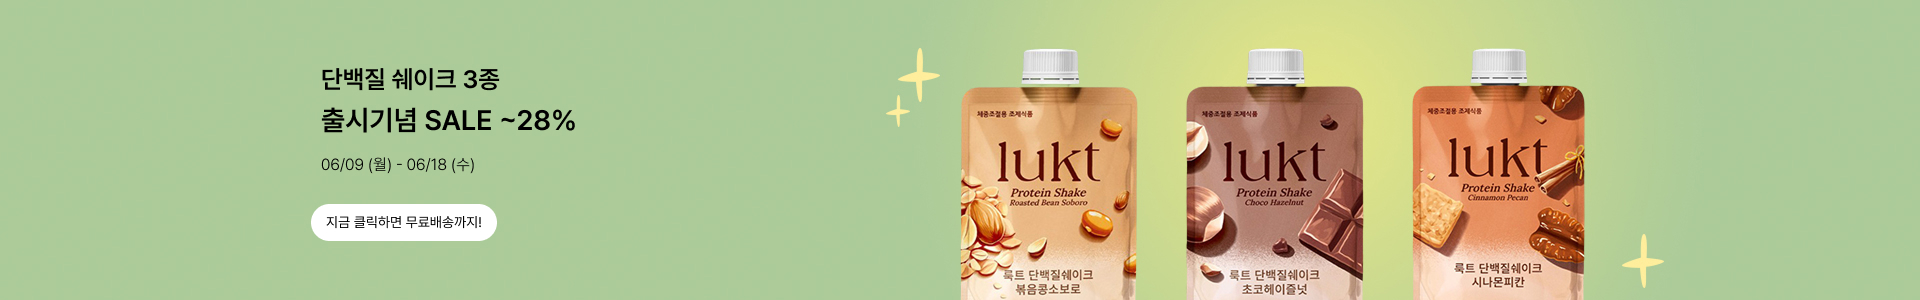 단백질 쉐이크 3종
출시기념 SALE ~28%
06/09 (월) - 06/18 (수)
지금 클릭하면 무료배송까지!
체중조절용 조제식품
lukt
Protein Shake
Roasted Bean Soboro
룩트 단백질쉐이크
볶음콩소보로
체중조절용 조제식품
lukt
Protein Shake
Choco Hazelnut
룩트 단백질쉐이크
초코헤이즐넛
체중조절용 조제식품
lukt
Protein Shake
Cinnamon Pecan
룩트 단백질쉐이크
시나몬피칸